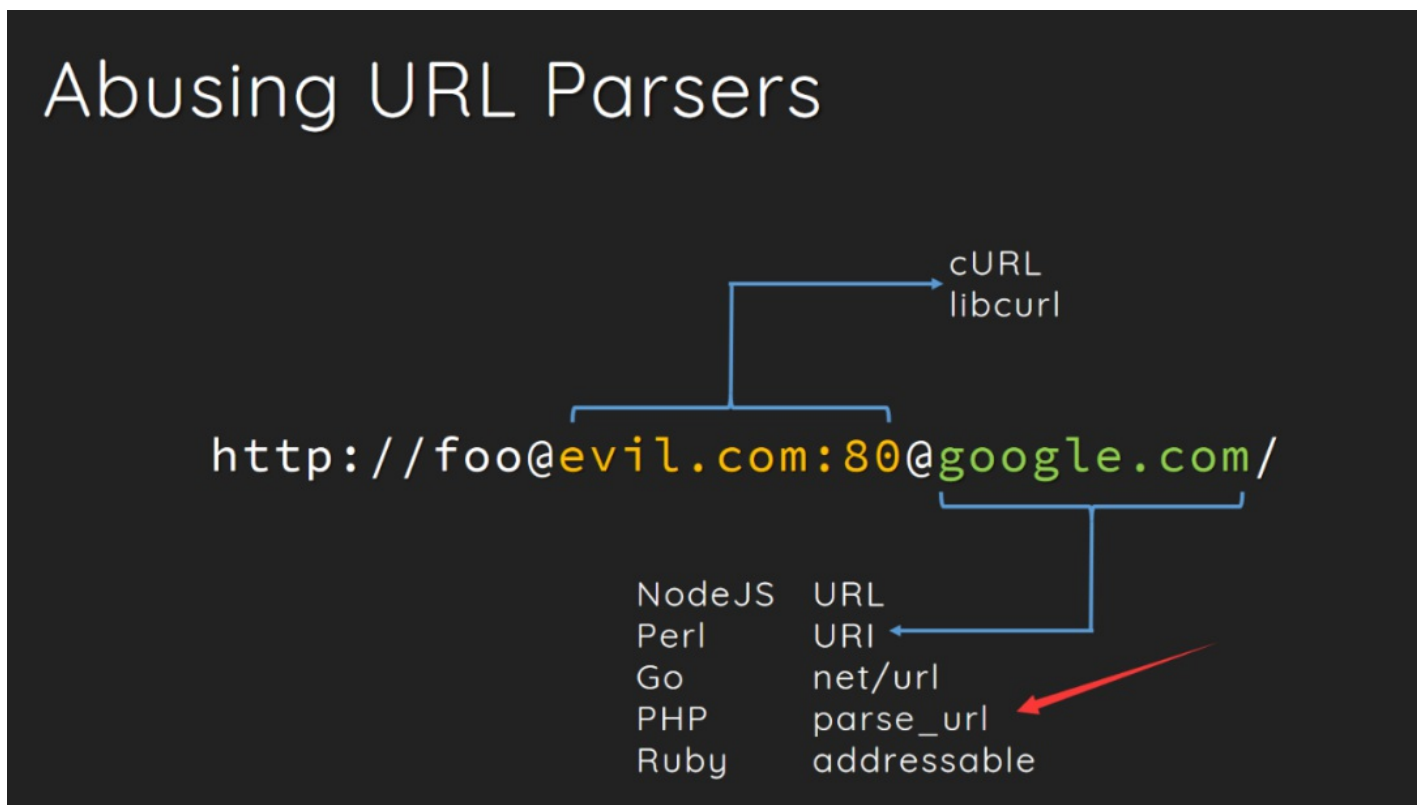 Abusing URL Parsers
cURL
libcurl
http://foo@evil.com:80@google.com/
NodeJS URL
Perl URI
Go net/url
PHP parse_url
Ruby addressable